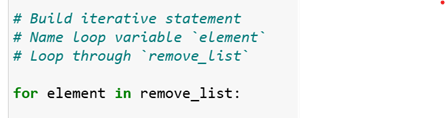 # Build iterative statement
# Name loop variable `element`
# Loop through `remove_list`
for element in remove_list: